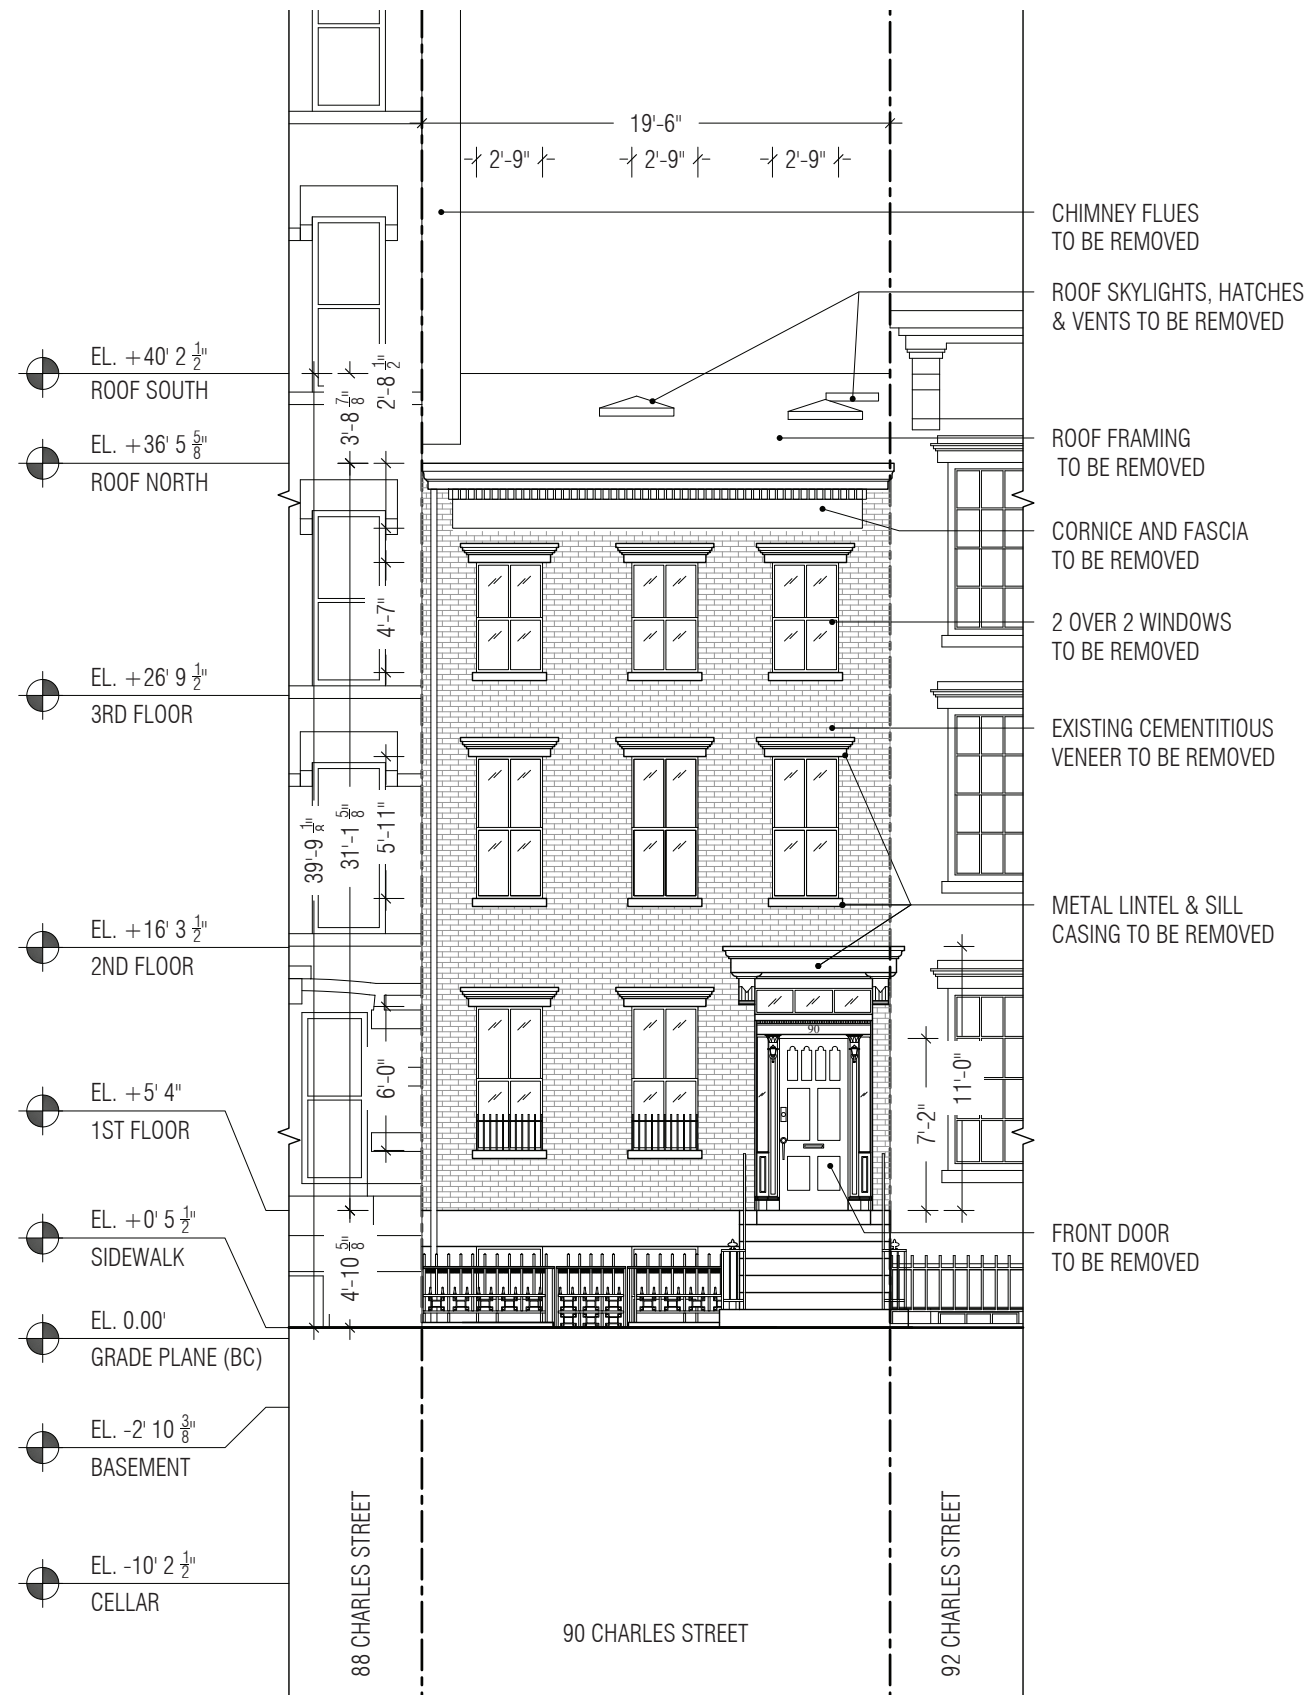 19'-6"
2'-9"
2'-9"
2'-9"
CHIMNEY FLUES
TO BE REMOVED
ROOF SKYLIGHTS, HATCHES
& VENTS TO BE REMOVED
EL. +40' 2 1/2"
ROOF SOUTH
3'-8 7/8"
2'-8 1/2"
EL. +36' 5 5/8"
ROOF NORTH
ROOF FRAMING
TO BE REMOVED
CORNICE AND FASCIA
TO BE REMOVED
4'-7"
2 OVER 2 WINDOWS
TO BE REMOVED
EL. +26' 9 1/2"
3RD FLOOR
EXISTING CEMENTITIOUS
VENEER TO BE REMOVED
39'-9 1/8"
31'-1 5/8"
5'-11"
METAL LINTEL & SILL
CASING TO BE REMOVED
EL. +16' 3 1/2"
2ND FLOOR
90
6'-0"
7'-2"
11'-0"
EL. +5' 4"
1ST FLOOR
EL. +0' 5 1/2"
SIDEWALK
4'-10 5/8"
FRONT DOOR
TO BE REMOVED
EL. 0.00'
GRADE PLANE (BC)
EL. -2' 10 3/8"
BASEMENT
EL. -10' 2 1/2"
CELLAR
88 CHARLES STREET
90 CHARLES STREET
92 CHARLES STREET